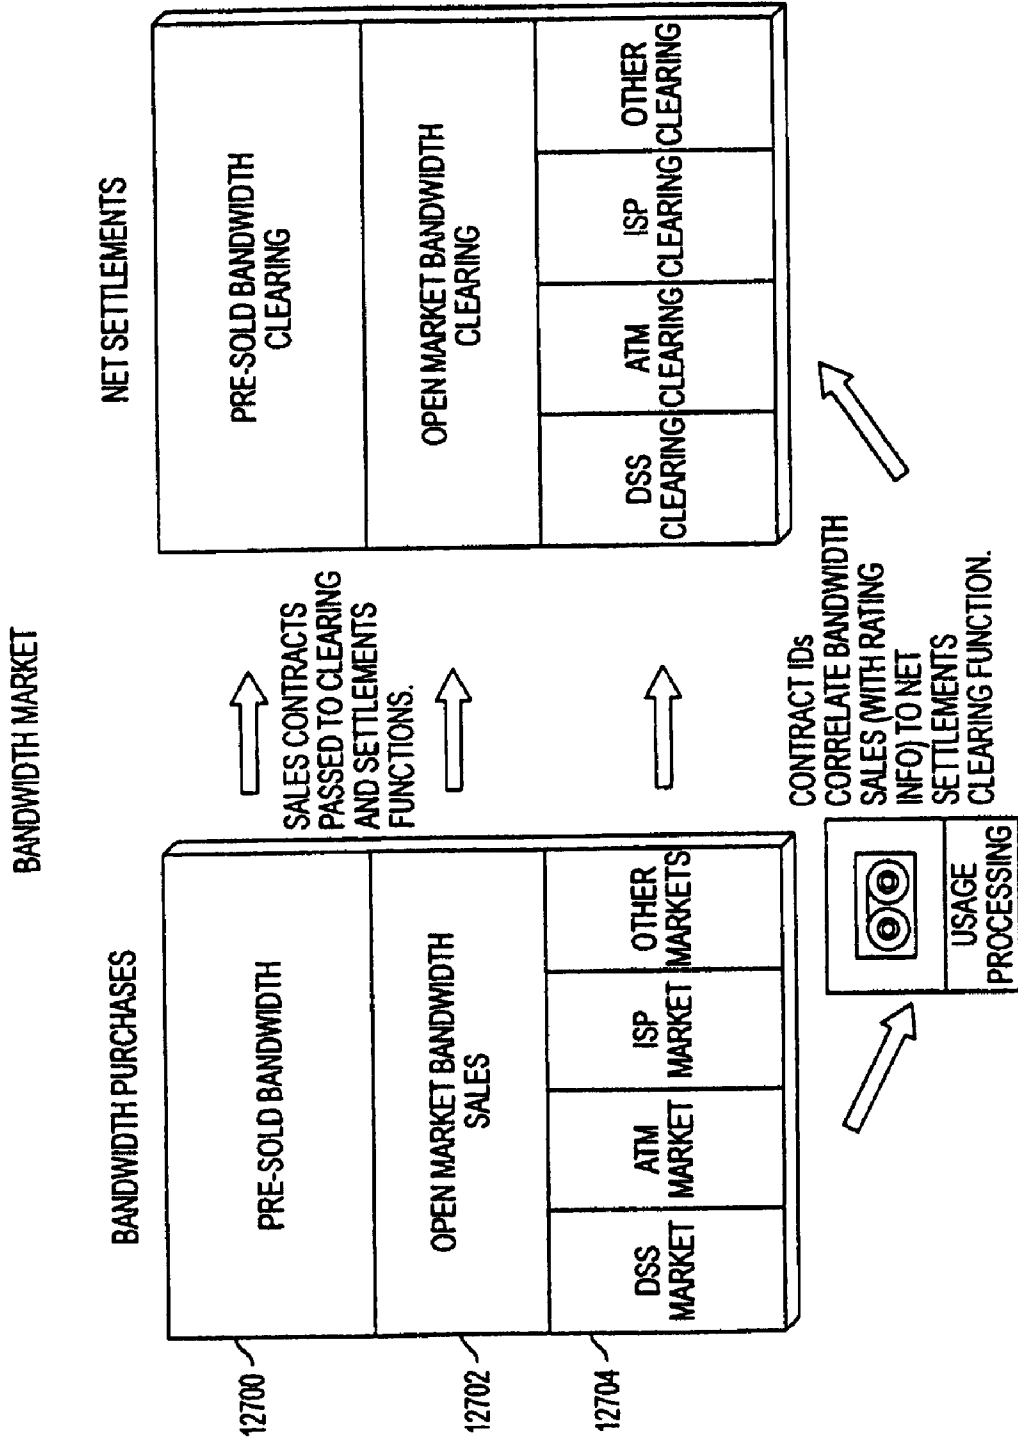 BANDWIDTH MARKET
BANDWIDTH PURCHASES
NET SETTLEMENTS
12700
PRE-SOLD BANDWIDTH
12702
OPEN MARKET BANDWIDTH
SALES
12704
DSS
MARKET
ATM
MARKET
ISP
MARKET
OTHER
MARKETS
SALES CONTRACTS
PASSED TO CLEARING
AND SETTLEMENTS
FUNCTIONS.
PRE-SOLD BANDWIDTH
CLEARING
OPEN MARKET BANDWIDTH
CLEARING
DSS
CLEARING
ATM
CLEARING
ISP
CLEARING
OTHER
CLEARING
USAGE
PROCESSING
CONTRACT IDs
CORRELATE BANDWIDTH
SALES (WITH RATING
INFO) TO NET
SETTLEMENTS
CLEARING FUNCTION.